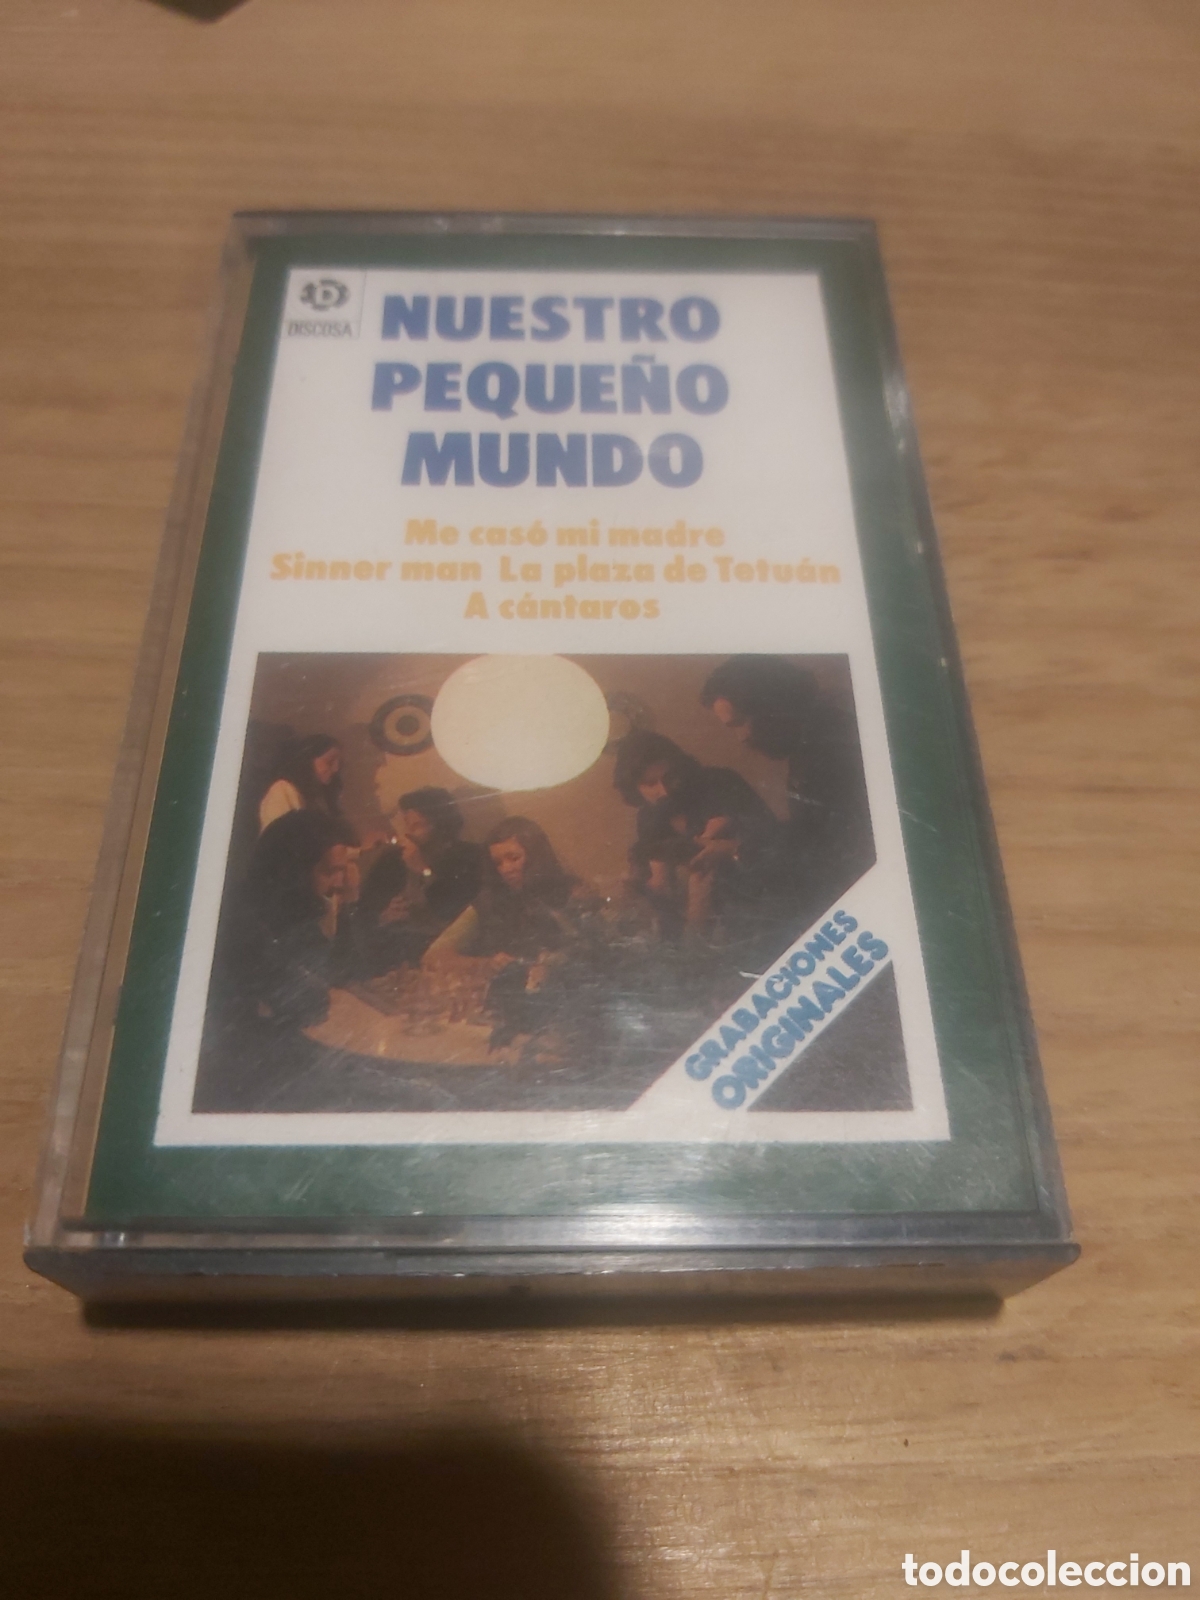 DISCOSA
NUESTRO
PEQUEÑO
MUNDO
Me casó mi madre
Sinner man La plaza de Tetuán
A cántaros
GRABACIONES
ORIGINALES
todocoleccion